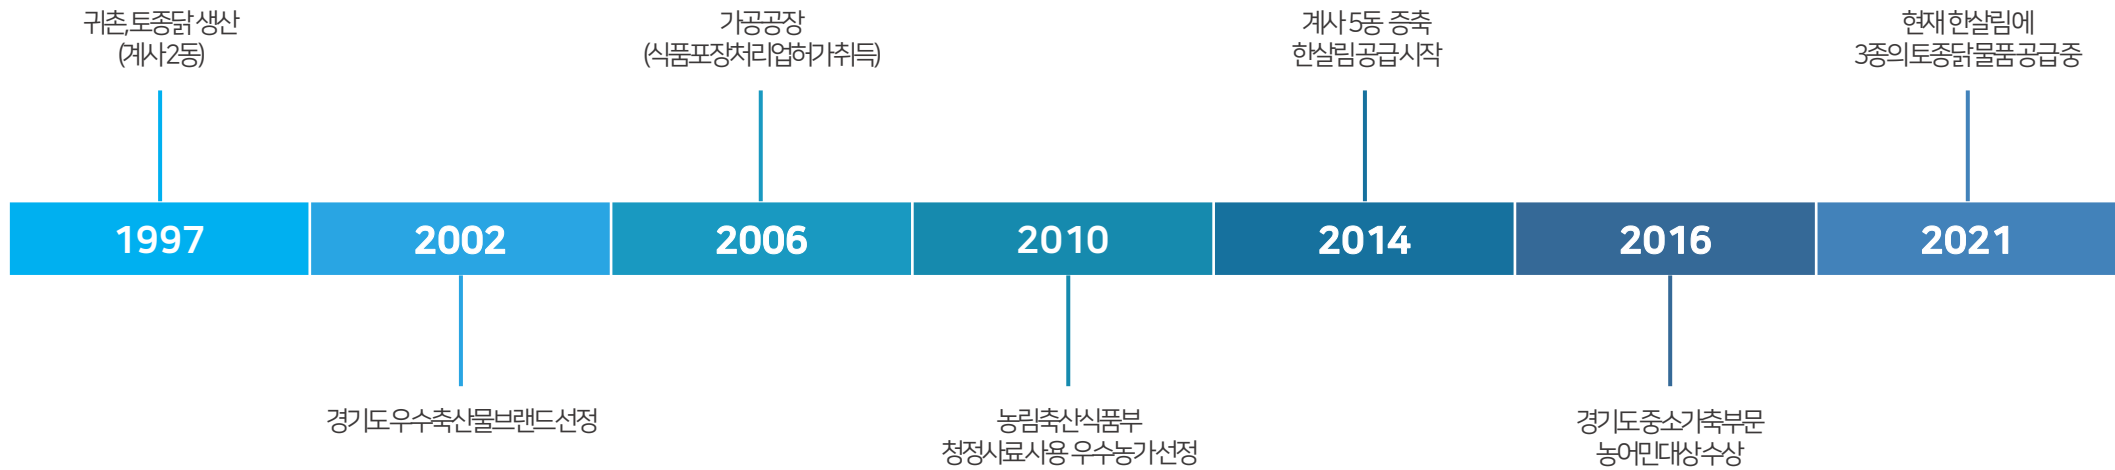 귀촌, 토종닭 생산
(계사 2동)
가공공장
(식품포장처리업허가취득)
계사 5동 증축
한살림 공급 시작
현재 한살림에
3종의 토종닭 물품 공급 중
1997
2002
2006
2010
2014
2016
2021
경기도 우수축산물브랜드 선정
농림축산식품부
청정사료 사용 우수농가 선정
경기도 중소가축부문
농어민대상 수상